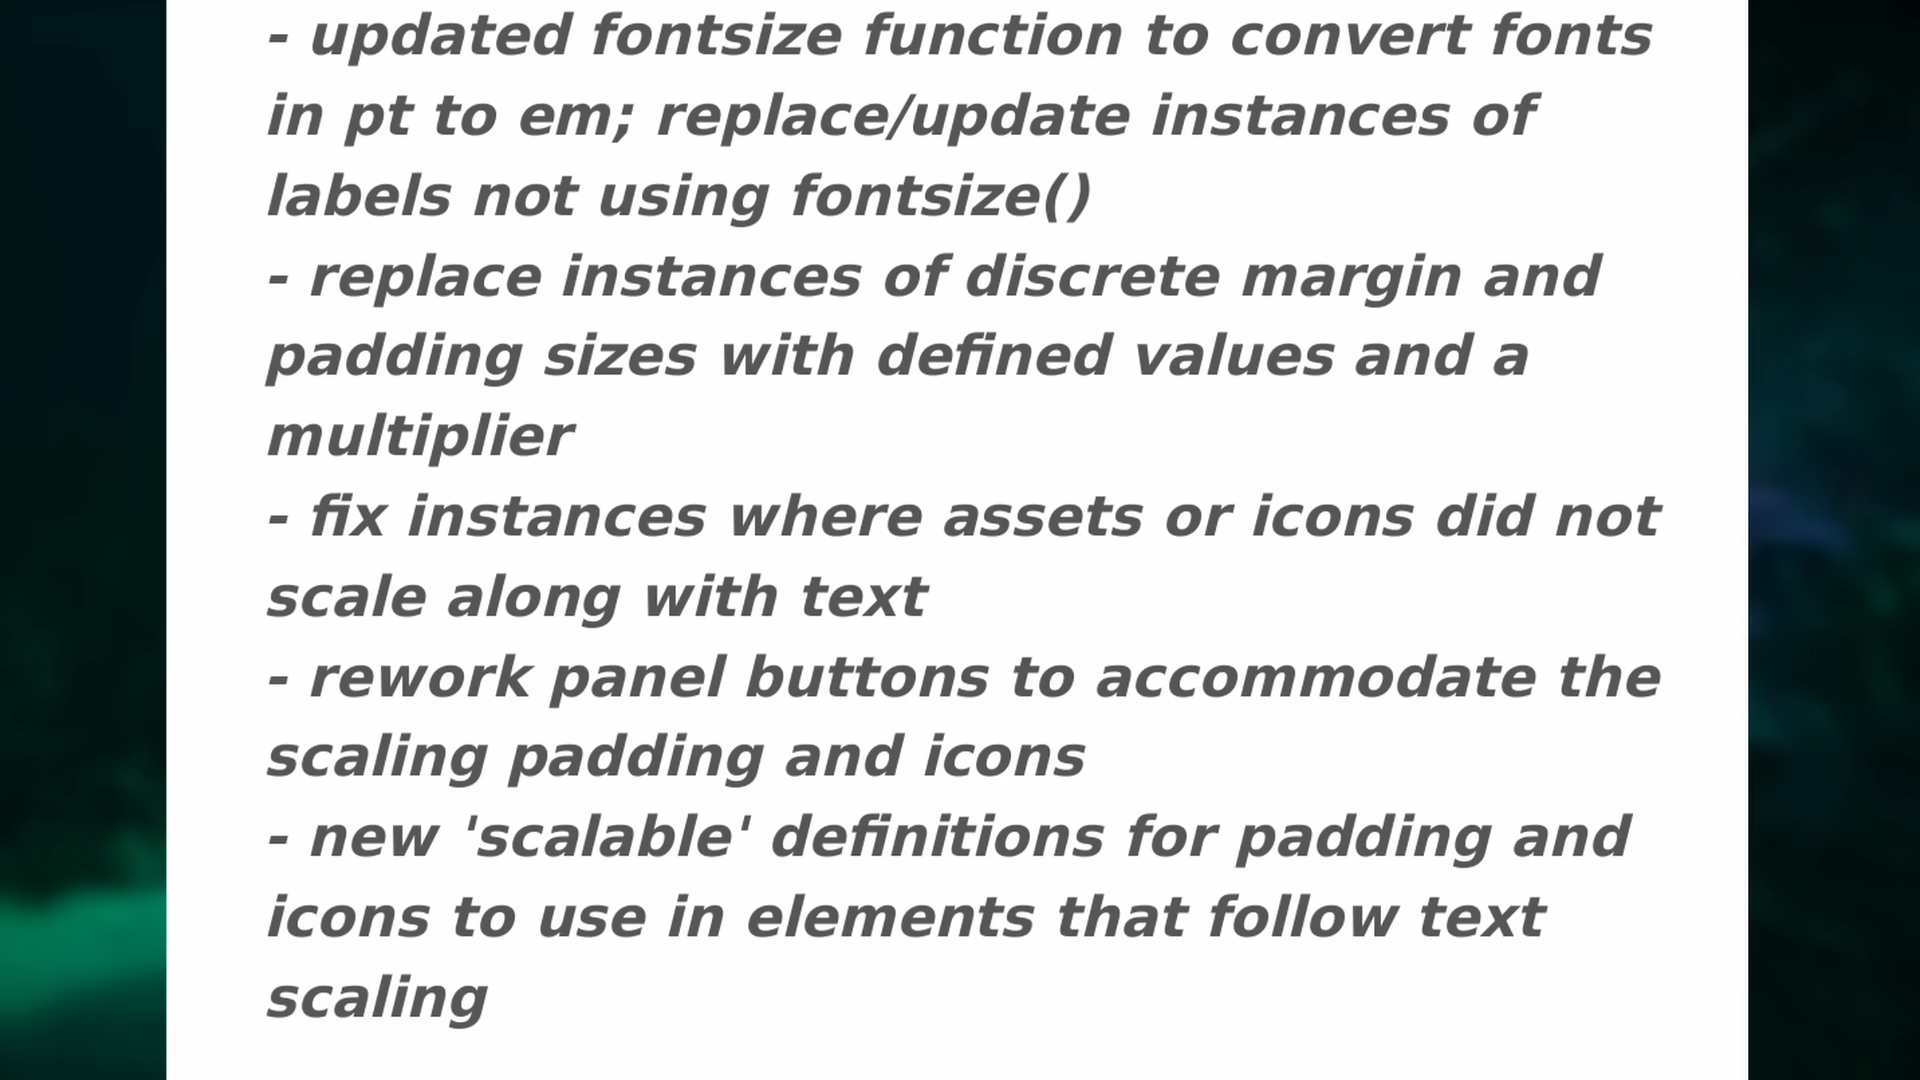 - updated fontsize function to convert fonts
in pt to em; replace/update instances of
labels not using fontsize()
- replace instances of discrete margin and
padding sizes with defined values and a
multiplier
- fix instances where assets or icons did not
scale along with text
- rework panel buttons to accommodate the
scaling padding and icons
- new 'scalable' definitions for padding and
icons to use in elements that follow text
scaling